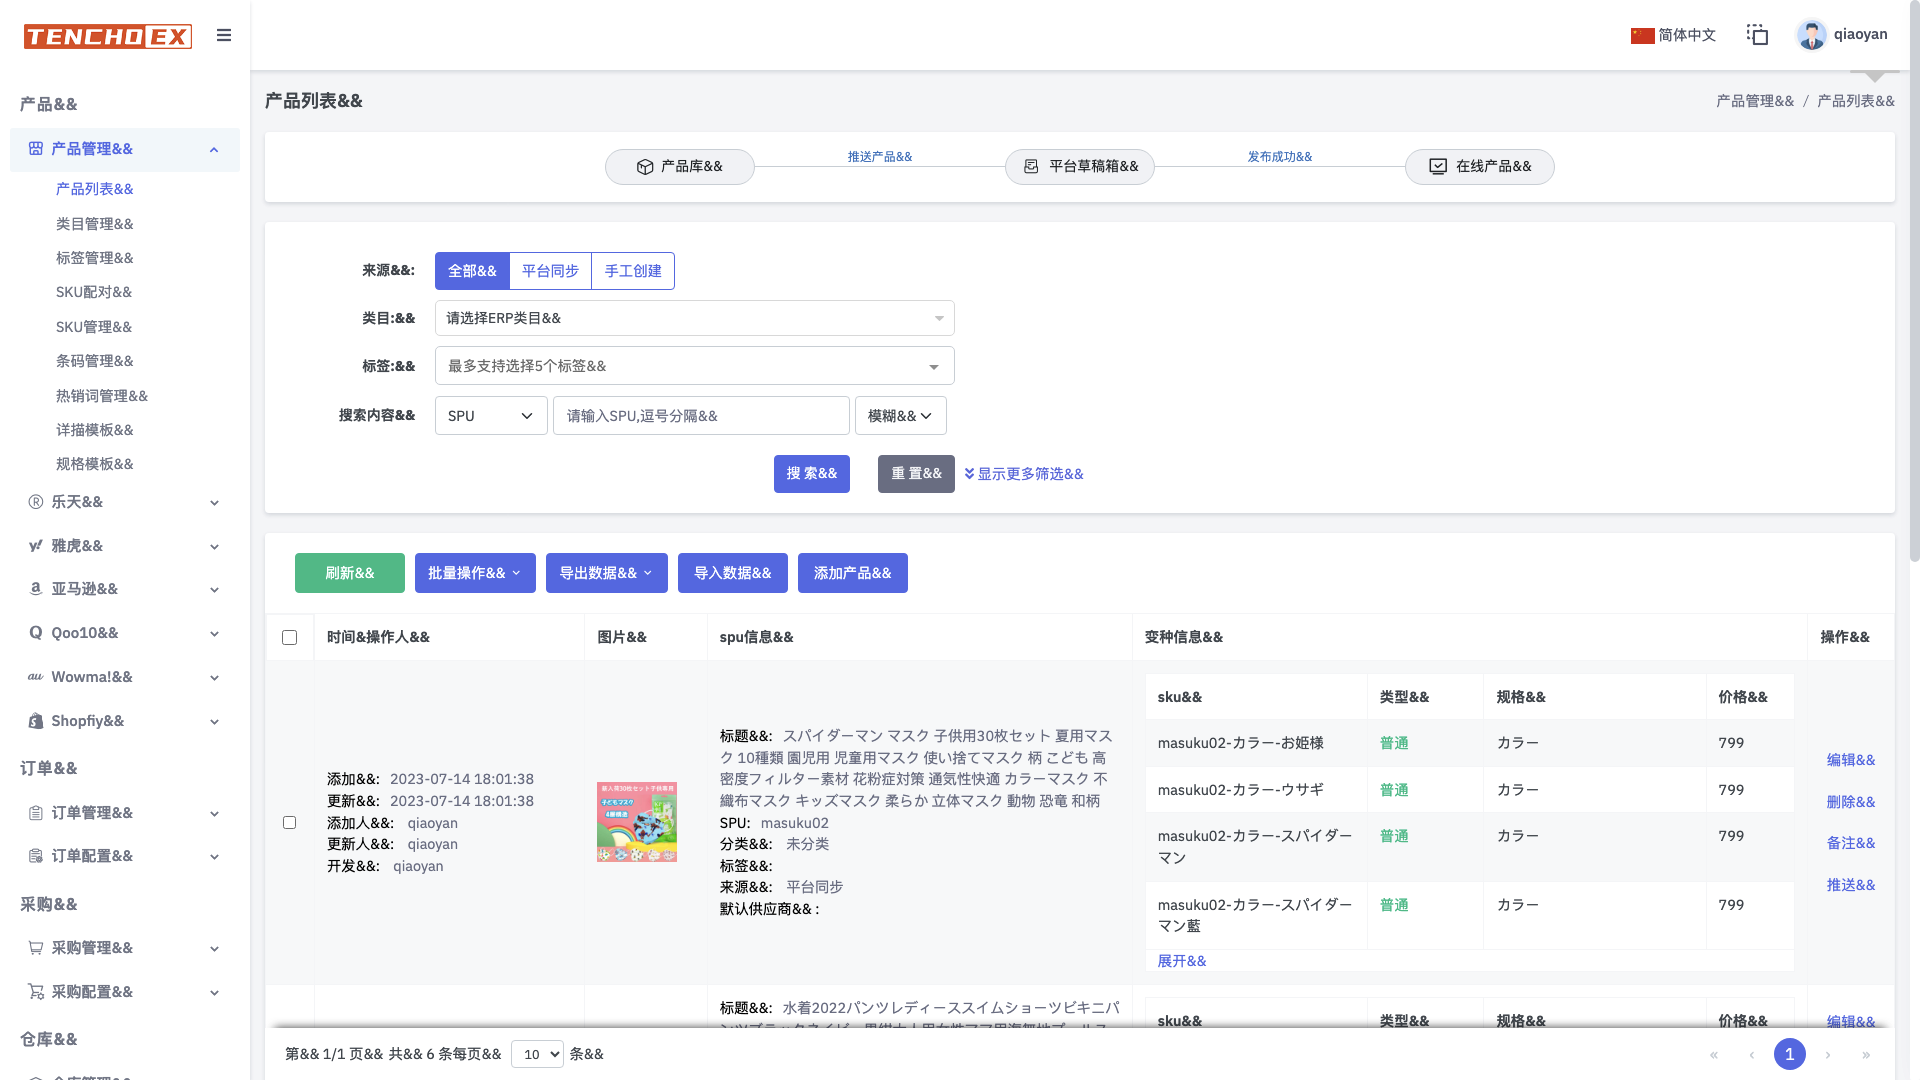 TENCHO EX
简体中文
qiaoyan
产品&&
产品管理&&
产品列表&&
类目管理&&
标签管理&&
SKU配对&&
SKU管理&&
条码管理&&
热销词管理&&
详描模板&&
规格模板&&
乐天&&
雅虎&&
亚马逊&&
Qoo10&&
Wowma!&&
Shopfiy&&
订单&&
订单管理&&
订单配置&&
采购&&
采购管理&&
采购配置&&
仓库&&
产品列表&&
产品管理&& / 产品列表&&
产品库&& 推送产品&& 平台草稿箱&& 发布成功&& 在线产品&&
来源&&: 全部&& 平台同步 手工创建
类目:&& 请选择ERP类目&&
标签:&& 最多支持选择5个标签&&
搜索内容&& SPU 请输入SPU,逗号分隔&& 模糊&&
搜 索&& 重 置&& 显示更多筛选&&
刷新&& 批量操作&& 导出数据&& 导入数据&& 添加产品&&
时间&操作人&& 图片&& spu信息&& 变种信息&& 操作&&
添加&&: 2023-07-14 18:01:38
更新&&: 2023-07-14 18:01:38
添加人&&: qiaoyan
更新人&&: qiaoyan
开发&&: qiaoyan
新入荷30枚セット子供専用
子どもマスク
4層構造
标题&&: スパイダーマン マスク 子供用30枚セット 夏用マス
ク 10種類 園児用 児童用マスク 使い捨てマスク 柄 こども 高
密度フィルター素材 花粉症対策 通気性快適 カラーマスク 不
織布マスク キッズマスク 柔らか 立体マスク 動物 恐竜 和柄
SPU: masuku02
分类&&: 未分类
标签&&:
来源&&: 平台同步
默认供应商&& :
sku&& 类型&& 规格&& 价格&&
masuku02-カラー-お姫様 普通 カラー 799
masuku02-カラー-ウサギ 普通 カラー 799
masuku02-カラー-スパイダー 普通 カラー 799
マン
masuku02-カラー-スパイダー 普通 カラー 799
マン藍
展开&&
编辑&&
删除&&
备注&&
推送&&
标题&&: 水着2022パンツレディーススイムショーツビキニパ
sku&& 类型&& 规格&& 价格&&
编辑&&
第&& 1/1 页&& 共&& 6 条每页&& 10 条&&
« ‹ 1 › »